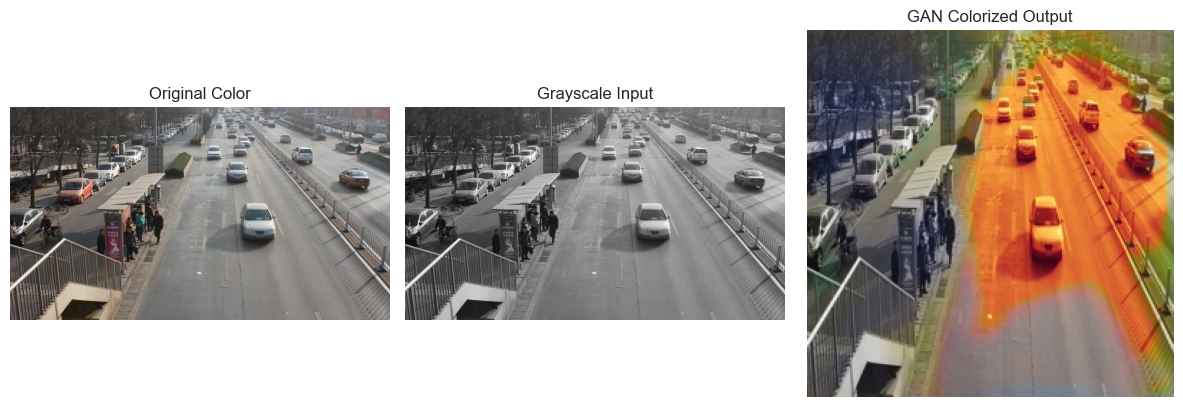 Original Color
Grayscale Input
GAN Colorized Output